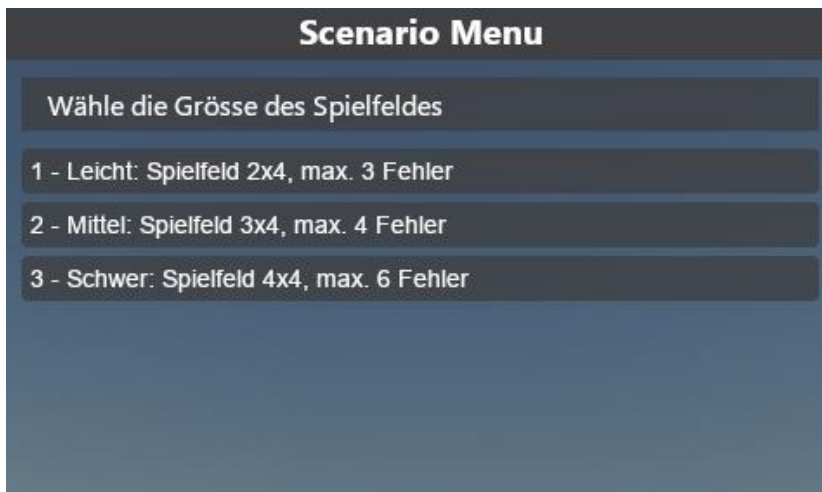 Scenario Menu
Wähle die Grösse des Spielfeldes
1 - Leicht: Spielfeld 2x4, max. 3 Fehler
2 - Mittel: Spielfeld 3x4, max. 4 Fehler
3 - Schwer: Spielfeld 4x4, max. 6 Fehler